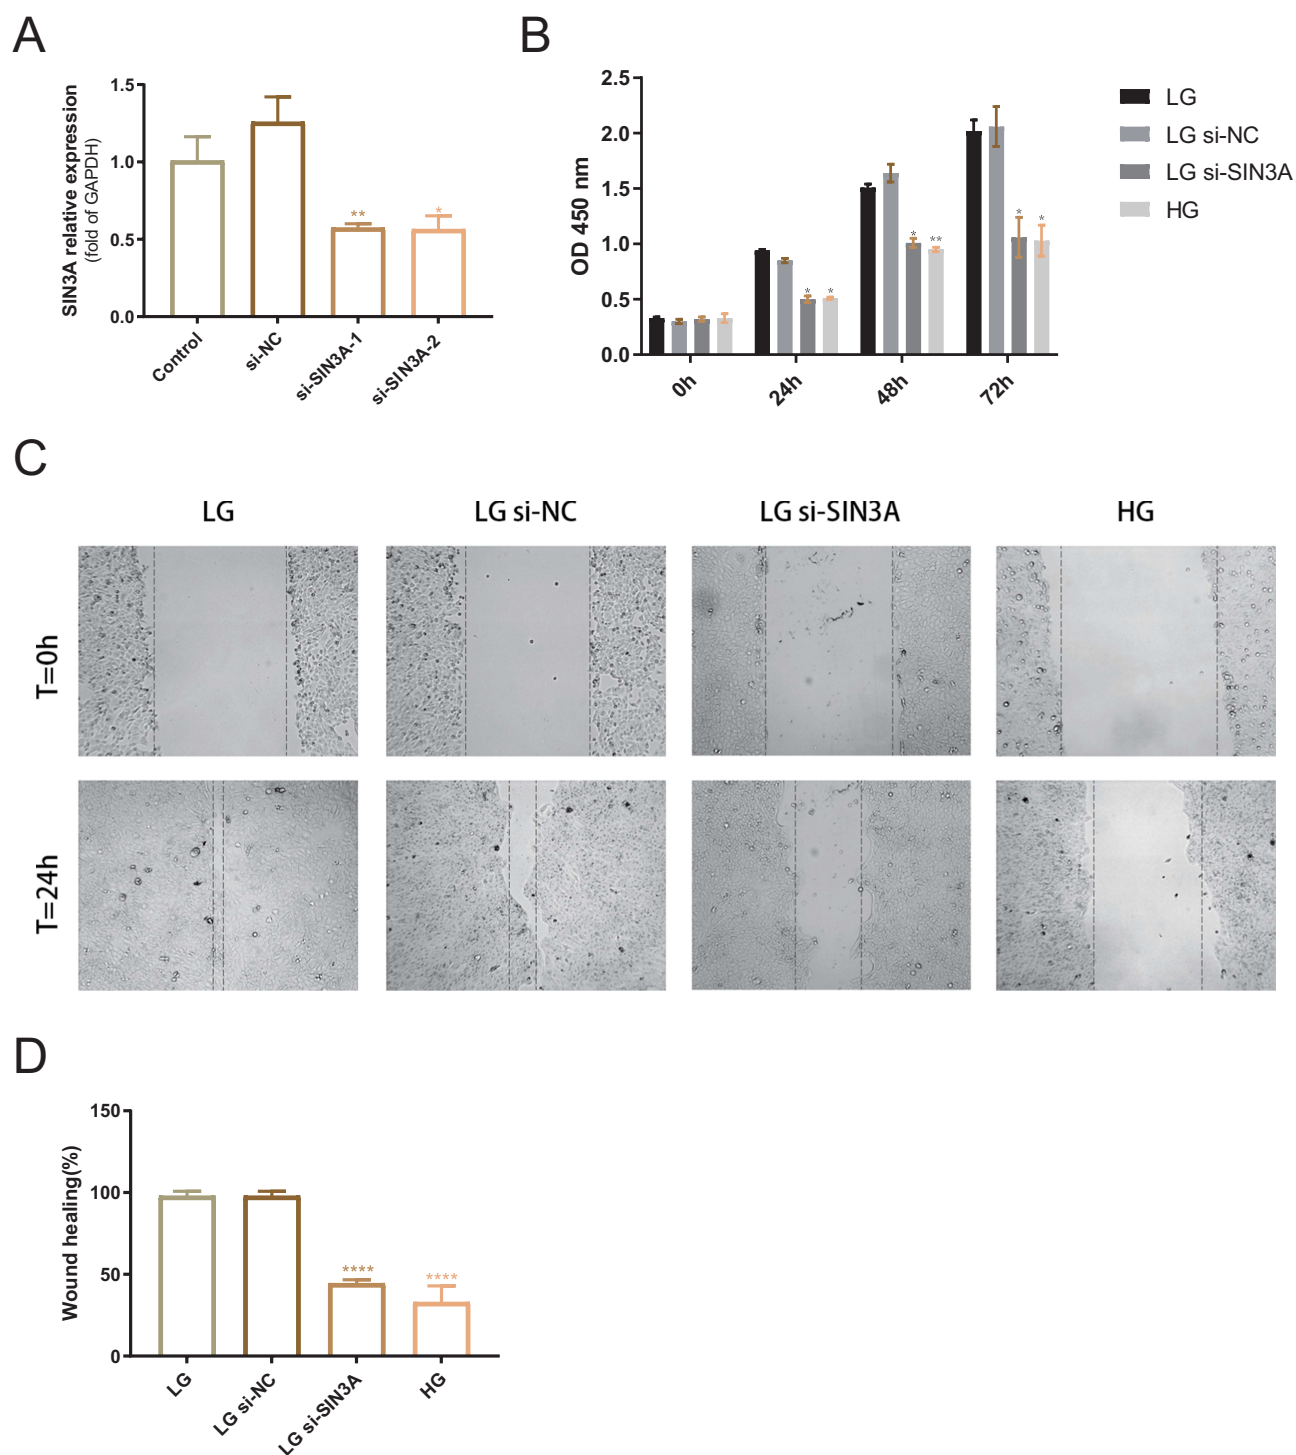 A
SIN3A relative expression
(fold of GAPDH)
1.5
1.0
0.5
0.0
**
*
Control
si-NC
si-SIN3A-1
si-SIN3A-2
B
OD 450 nm
2.5
2.0
1.5
1.0
0.5
0.0
*
*
*
**
*
*
0h
24h
48h
72h
LG
LG si-NC
LG si-SIN3A
HG
C
LG
LG si-NC
LG si-SIN3A
HG
T=0h
T=24h
D
Wound healing(%)
150
100
50
0
****
****
LG
LG si-NC
LG si-SIN3A
HG